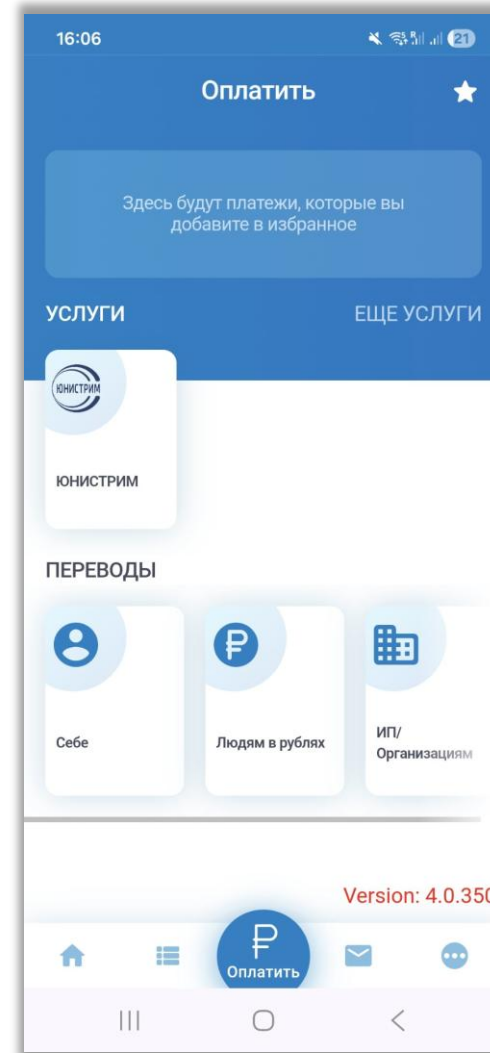 16:06
21
Оплатить
Здесь будут платежи, которые вы
добавите в избранное
УСЛУГИ
ЕЩЕ УСЛУГИ
ЮНИСТРИМ
ЮНИСТРИМ
ПЕРЕВОДЫ
Себе
Людям в рублях
ИП/
Организациям
Version: 4.0.350
Оплатить